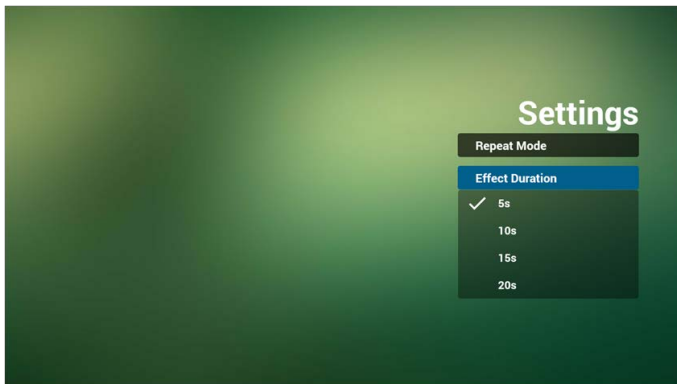 Settings
Repeat Mode
Effect Duration
5s
10s
15s
20s